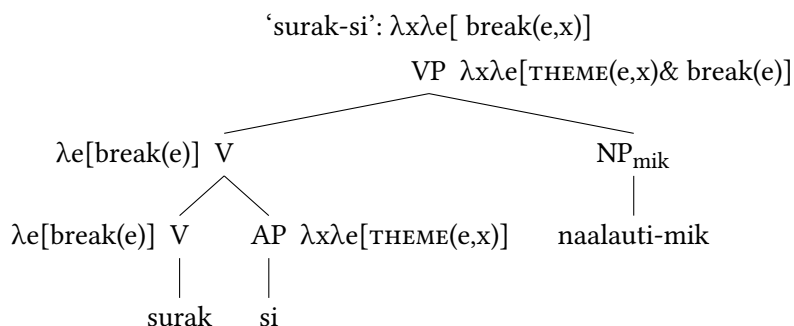 ‘surak-si’: λxλe[ break(e,x)]
VP λxλe[THEME(e,x)& break(e)]
λe[break(e)] V NPmik
λe[break(e)] V AP λxλe[THEME(e,x)] naalauti-mik
surak si